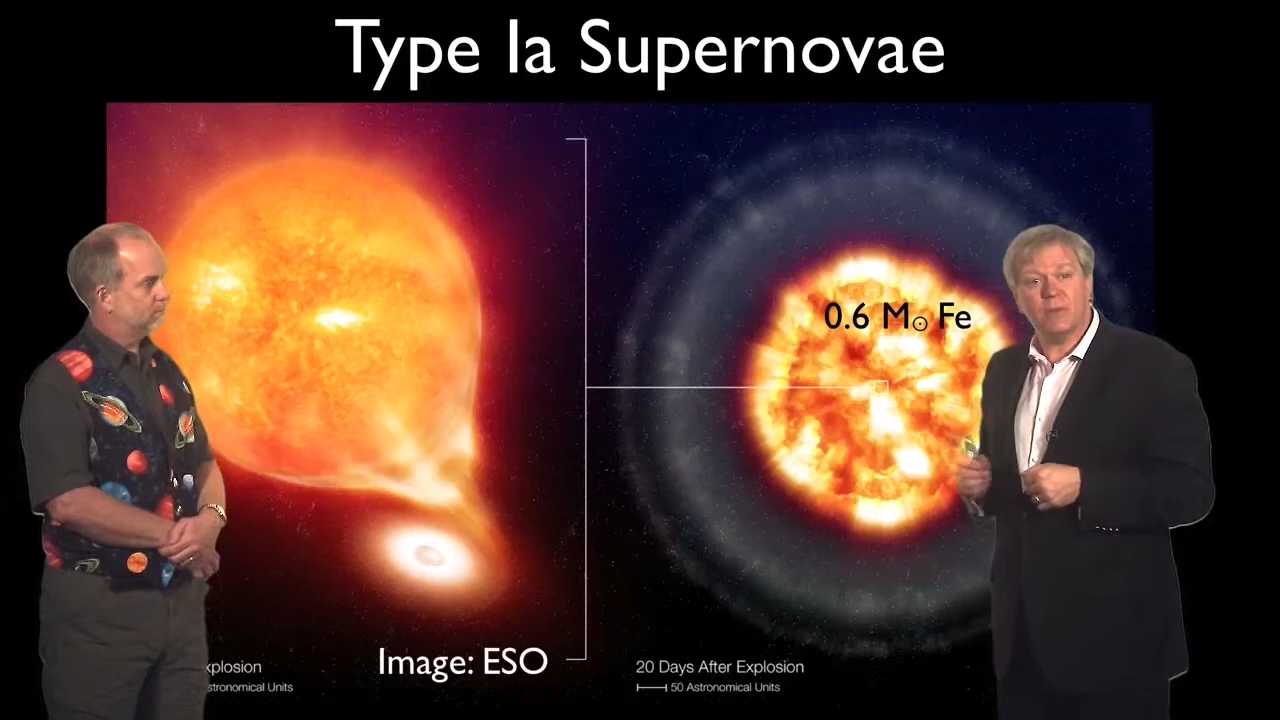 Type Ia Supernovae
0.6 M☉ Fe
Image: ESO
xplosion
stronomical Units
20 Days After Explosion
50 Astronomical Units